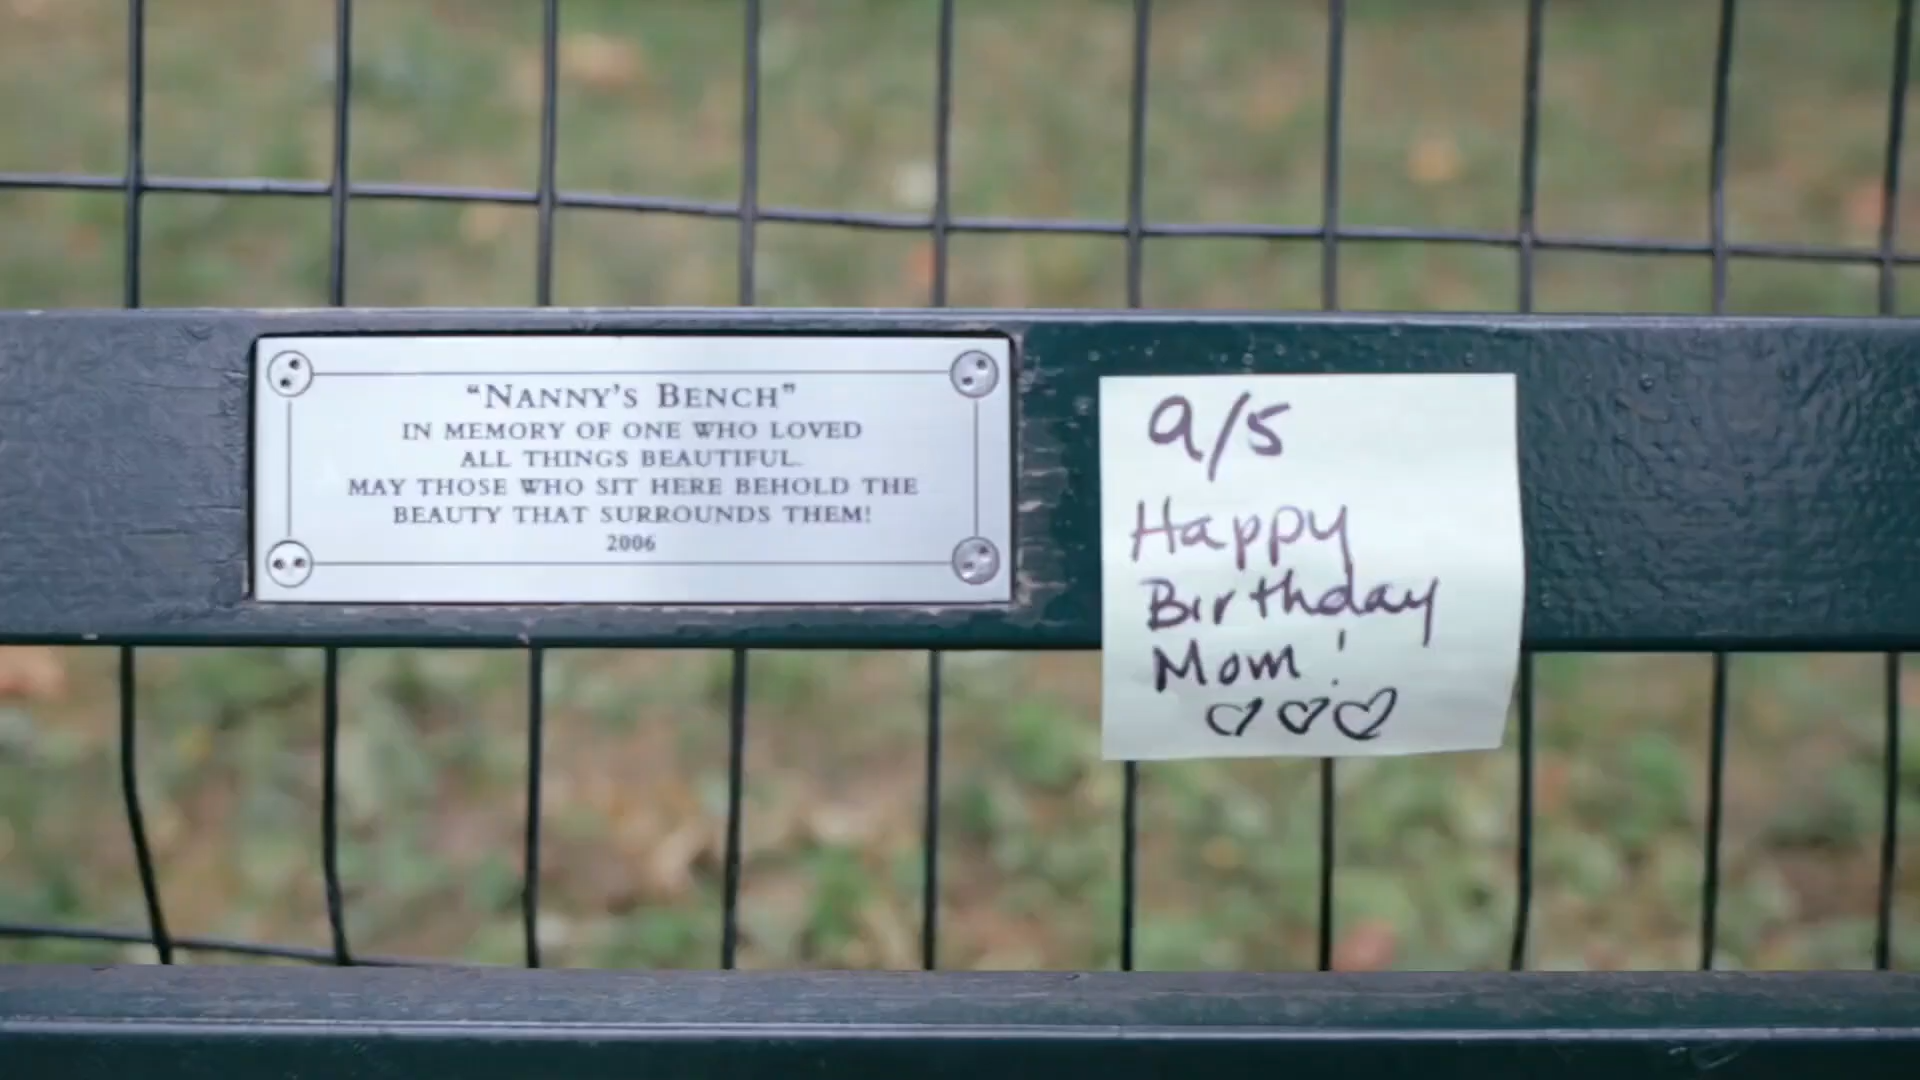 “NANNY’S BENCH”
IN MEMORY OF ONE WHO LOVED
ALL THINGS BEAUTIFUL.
MAY THOSE WHO SIT HERE BEHOLD THE
BEAUTY THAT SURROUNDS THEM!
2006
9/5
Happy
Birthday
Mom!